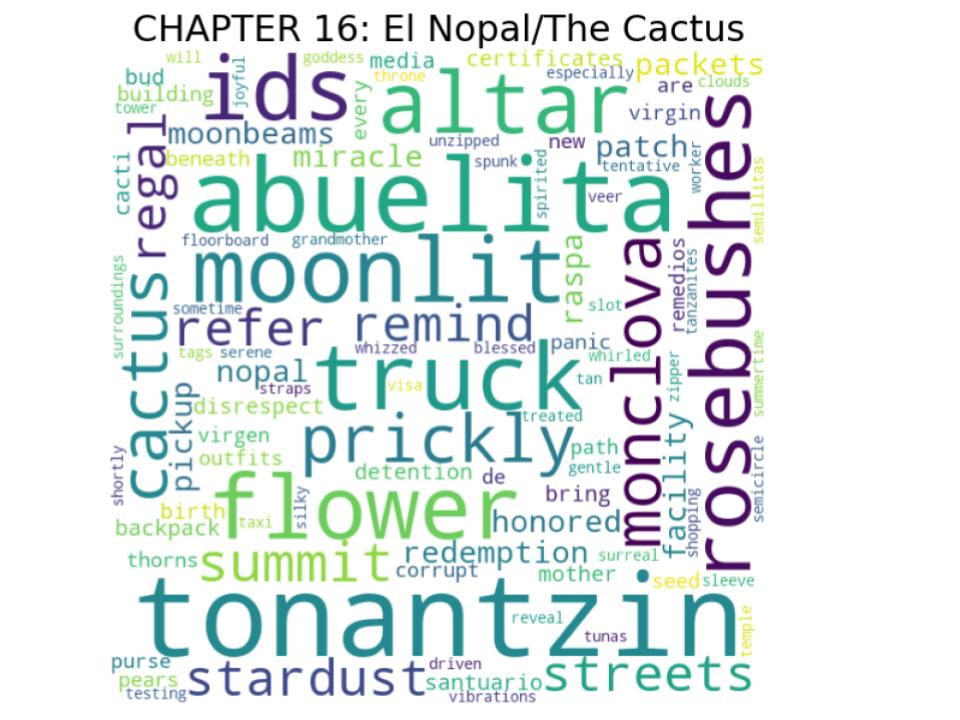 CHAPTER 16: El Nopal/The Cactus
will
goddess
media
certificates
packets
bud
ids
joyful
throne
especially
are
clouds
building
every
altar
virgin
tower
moonbeams
unzipped
new
patch
rosebushes
regal
beneath
miracle
spunk
spirited
tentative
worker
semillitas
cacti
abuelita
veer
floorboard
grandmother
moonlit
raspa
monclova
remedios
tanzanites
surroundings
cactus
slot
sometime
refer
remind
panic
tags
serene
whizzed
blessed
whirled
nopal
truck
tan
zipper
summertime
straps
visa
pickup
disrespect
treated
virgen
prickly
path
facility
outfits
detention
de
gentle
shortly
silky
bring
shopping
semicircle
birth
flower
backpack
taxi
honored
thorns
summit
redemption
surreal
corrupt
mother
seed
sleeve
tonantzin
reveal
tunas
temple
purse
stardust
driven
streets
pears
santuario
testing
vibrations